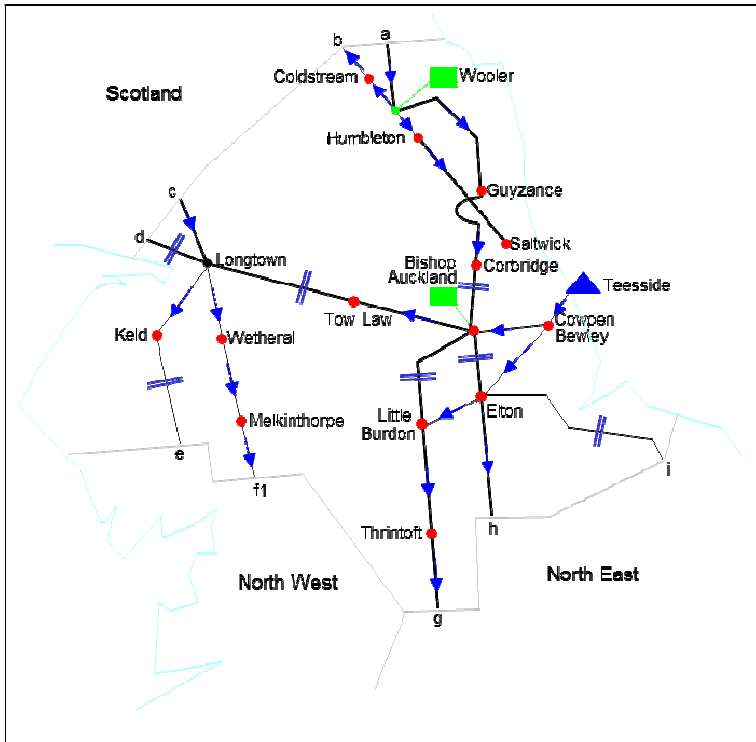 b
a
Coldstream
Wooler
Scotland
Humbleton
c
Guyzance
d
Saltwick
Longtown
Bishop
Auckland
Corbridge
Teesside
Tow Law
Cowpen
Bewley
Keld
Wetheral
Elton
Little
Burdon
Melkinthorpe
e
i
f1
h
Thrintoft
North West
North East
g